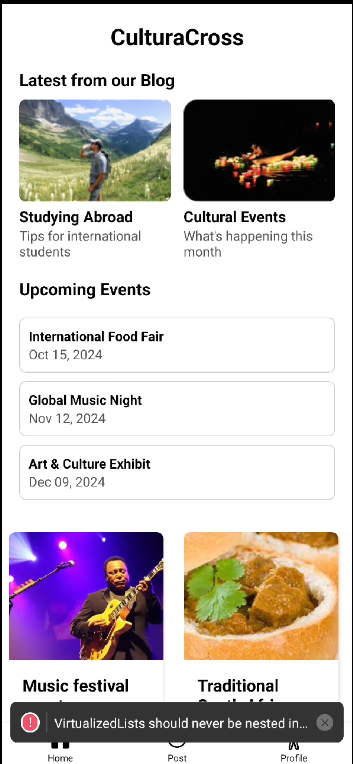 CulturaCross
Latest from our Blog
Studying Abroad
Tips for international
students
Cultural Events
What's happening this
month
Upcoming Events
International Food Fair
Oct 15, 2024
Global Music Night
Nov 12, 2024
Art & Culture Exhibit
Dec 09, 2024
Music festival
Traditional
VirtualizedLists should never be nested in...
Home
Post
Profile